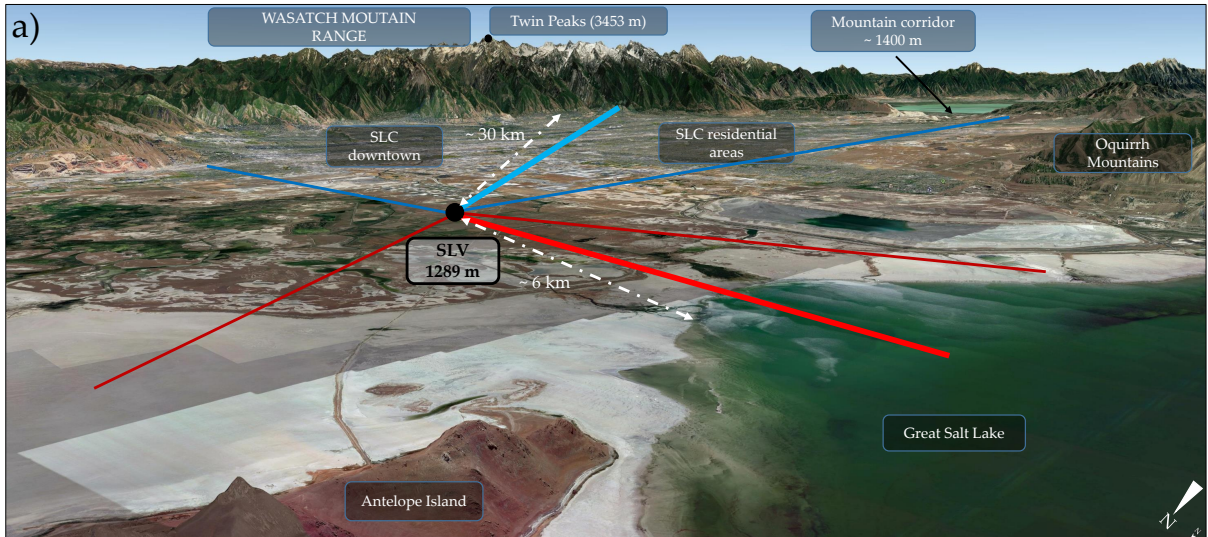 a)
WASATCH MOUTAIN
RANGE
Twin Peaks (3453 m)
Mountain corridor
~ 1400 m
~ 30 km
SLC
downtown
SLC residential
areas
Oquirrh
Mountains
SLV
1289 m
~ 6 km
Great Salt Lake
Antelope Island
N
N